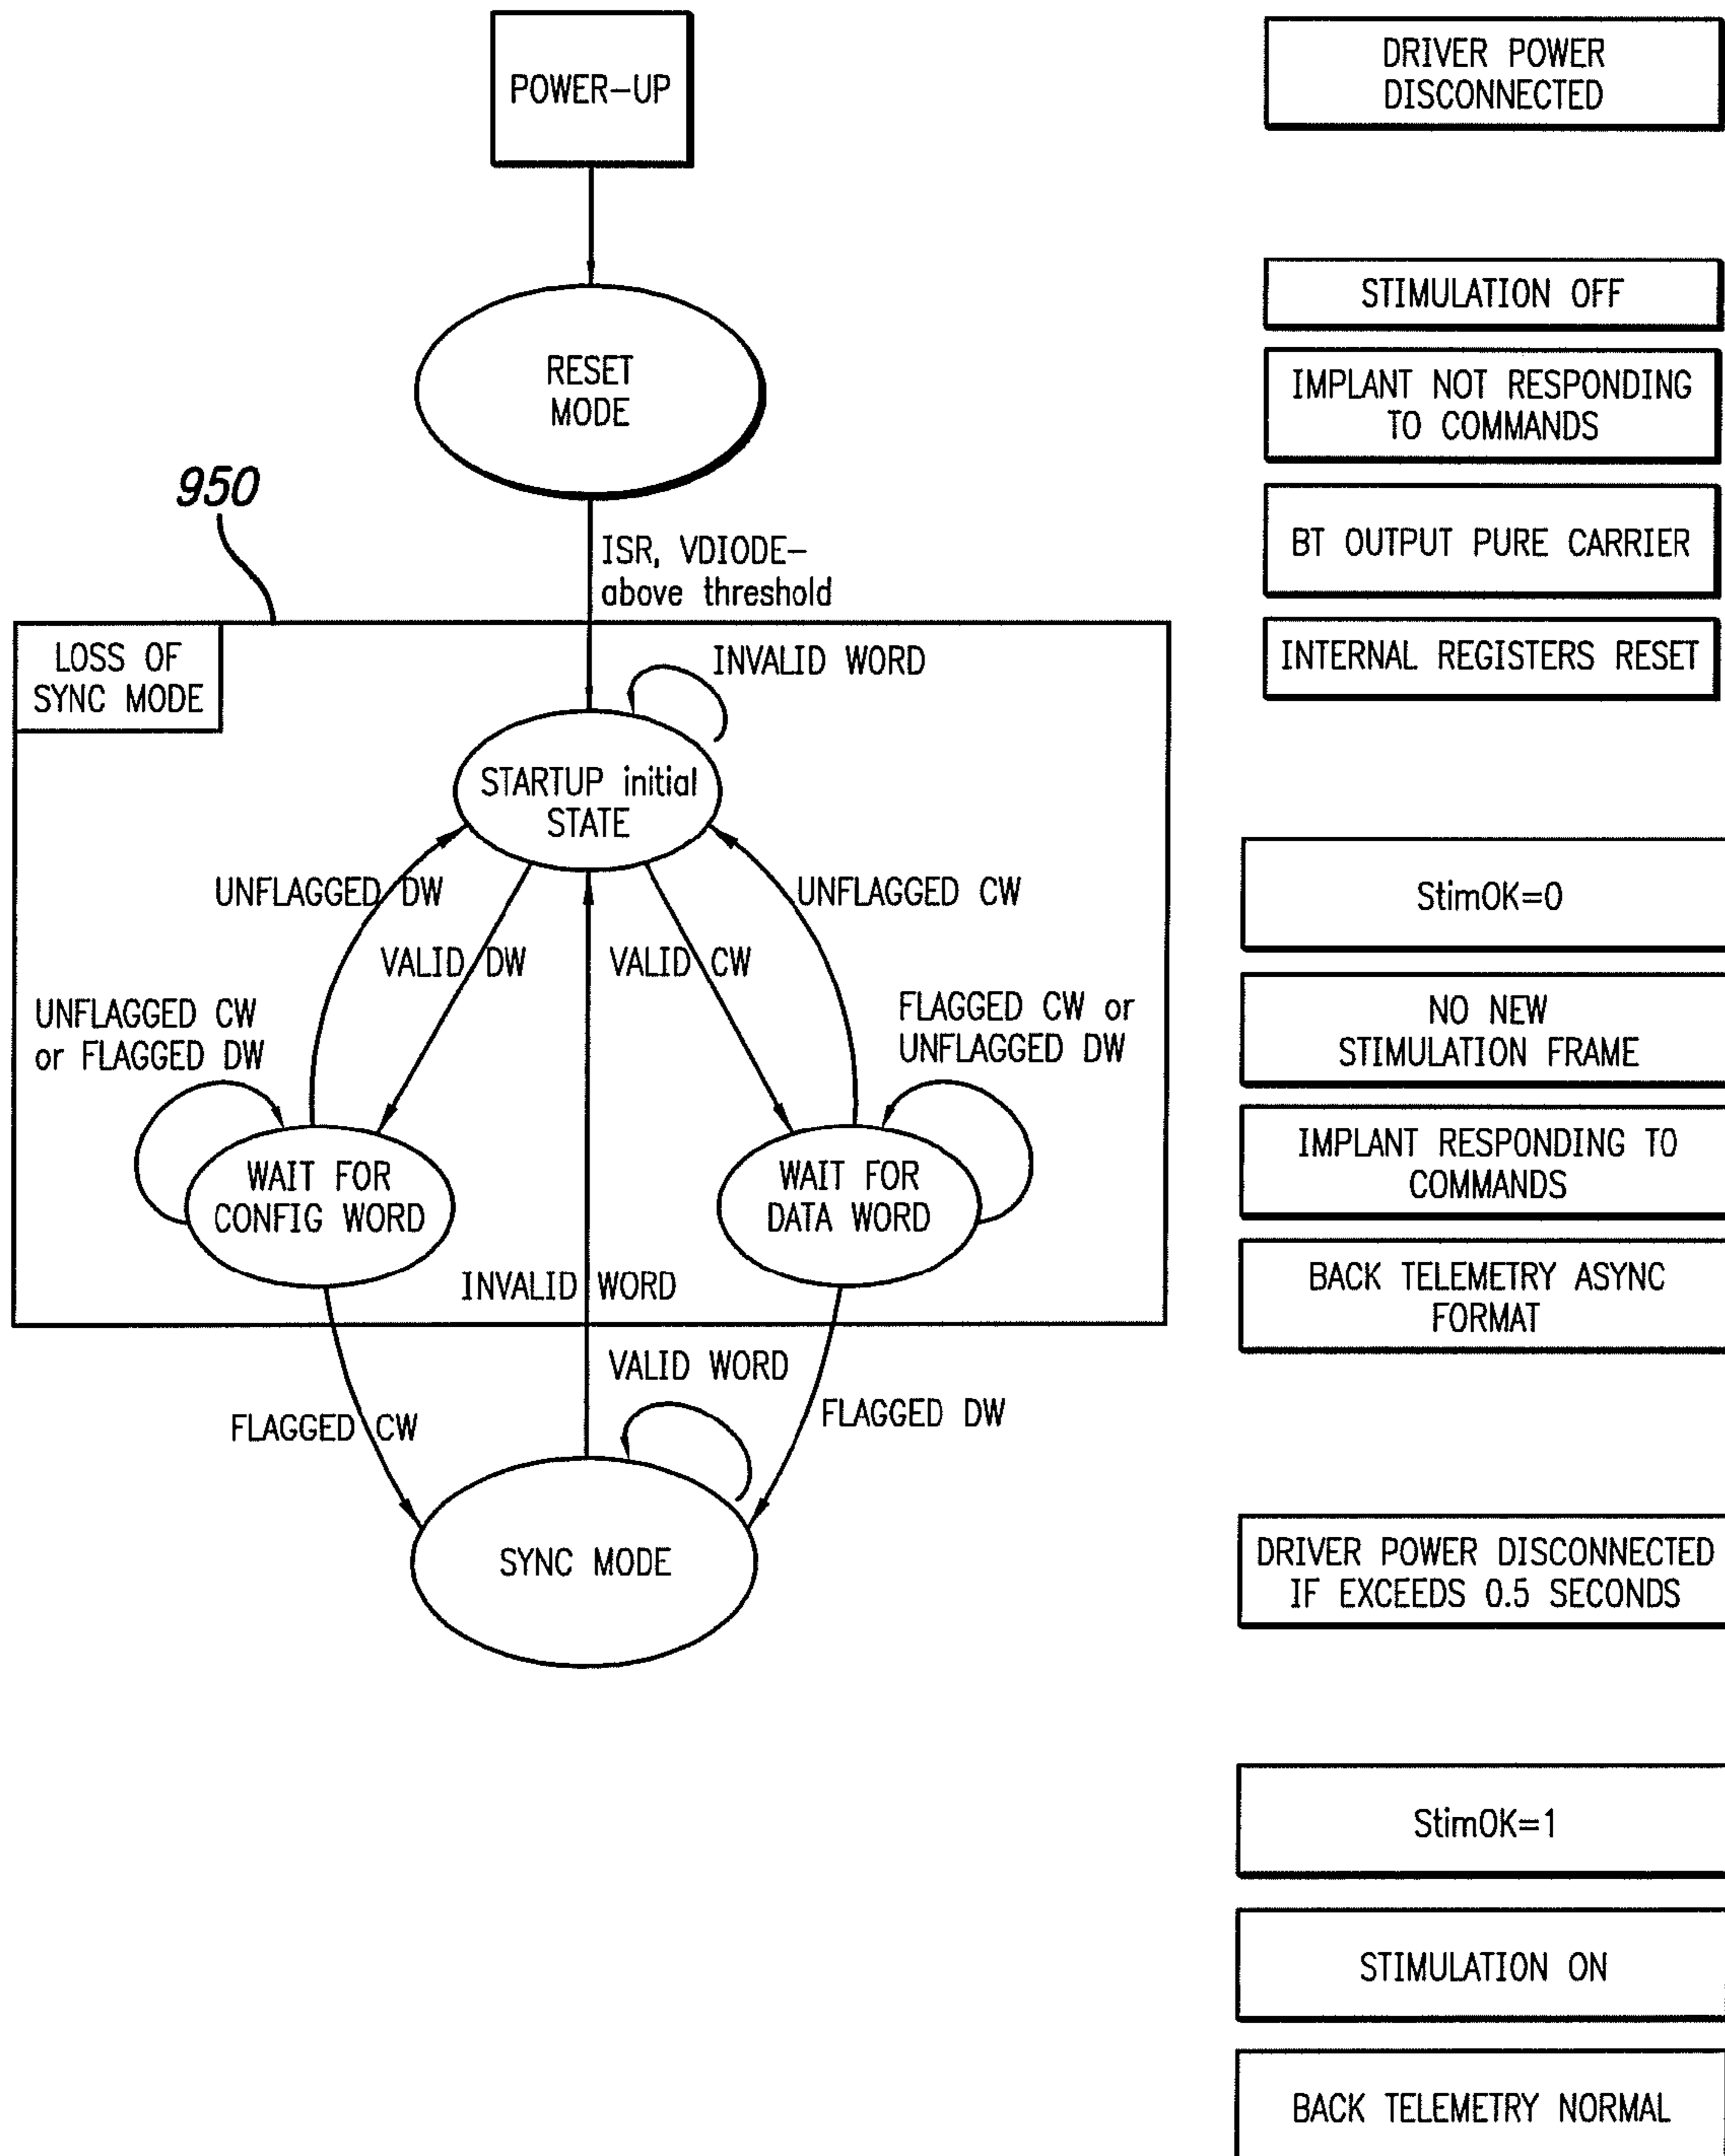 POWER-UP
RESET
MODE
950
ISR, VDIODE-
above threshold
LOSS OF
SYNC MODE
INVALID WORD
STARTUP initial
STATE
UNFLAGGED DW
UNFLAGGED CW
VALID DW
VALID CW
UNFLAGGED CW
or FLAGGED DW
FLAGGED CW or
UNFLAGGED DW
WAIT FOR
CONFIG WORD
WAIT FOR
DATA WORD
INVALID WORD
VALID WORD
FLAGGED CW
FLAGGED DW
SYNC MODE
DRIVER POWER
DISCONNECTED
STIMULATION OFF
IMPLANT NOT RESPONDING
TO COMMANDS
BT OUTPUT PURE CARRIER
INTERNAL REGISTERS RESET
StimOK=0
NO NEW
STIMULATION FRAME
IMPLANT RESPONDING TO
COMMANDS
BACK TELEMETRY ASYNC
FORMAT
DRIVER POWER DISCONNECTED
IF EXCEEDS 0.5 SECONDS
StimOK=1
STIMULATION ON
BACK TELEMETRY NORMAL